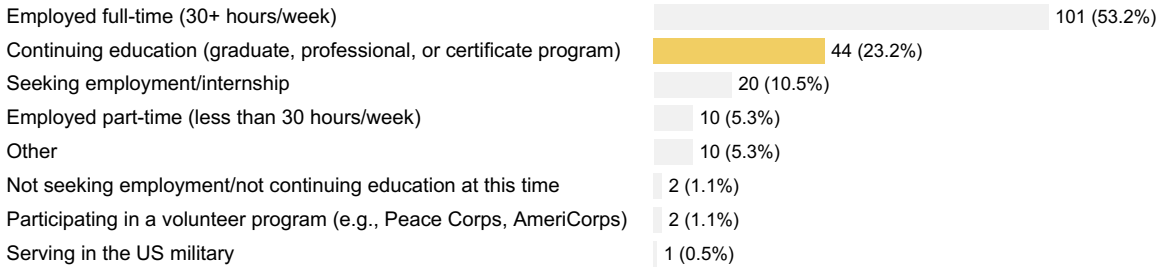 Employed full-time (30+ hours/week) 101 (53.2%)
Continuing education (graduate, professional, or certificate program) 44 (23.2%)
Seeking employment/internship 20 (10.5%)
Employed part-time (less than 30 hours/week) 10 (5.3%)
Other 10 (5.3%)
Not seeking employment/not continuing education at this time 2 (1.1%)
Participating in a volunteer program (e.g., Peace Corps, AmeriCorps) 2 (1.1%)
Serving in the US military 1 (0.5%)